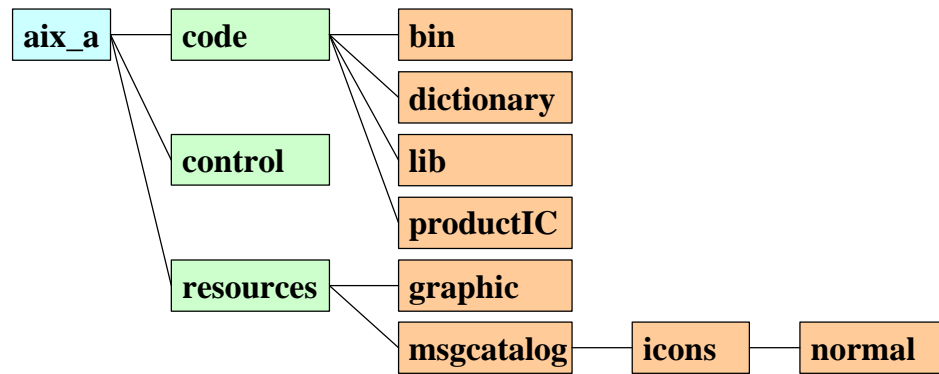 aix_a code bin
dictionary
control lib
productIC
resources graphic
msgcatalog icons normal